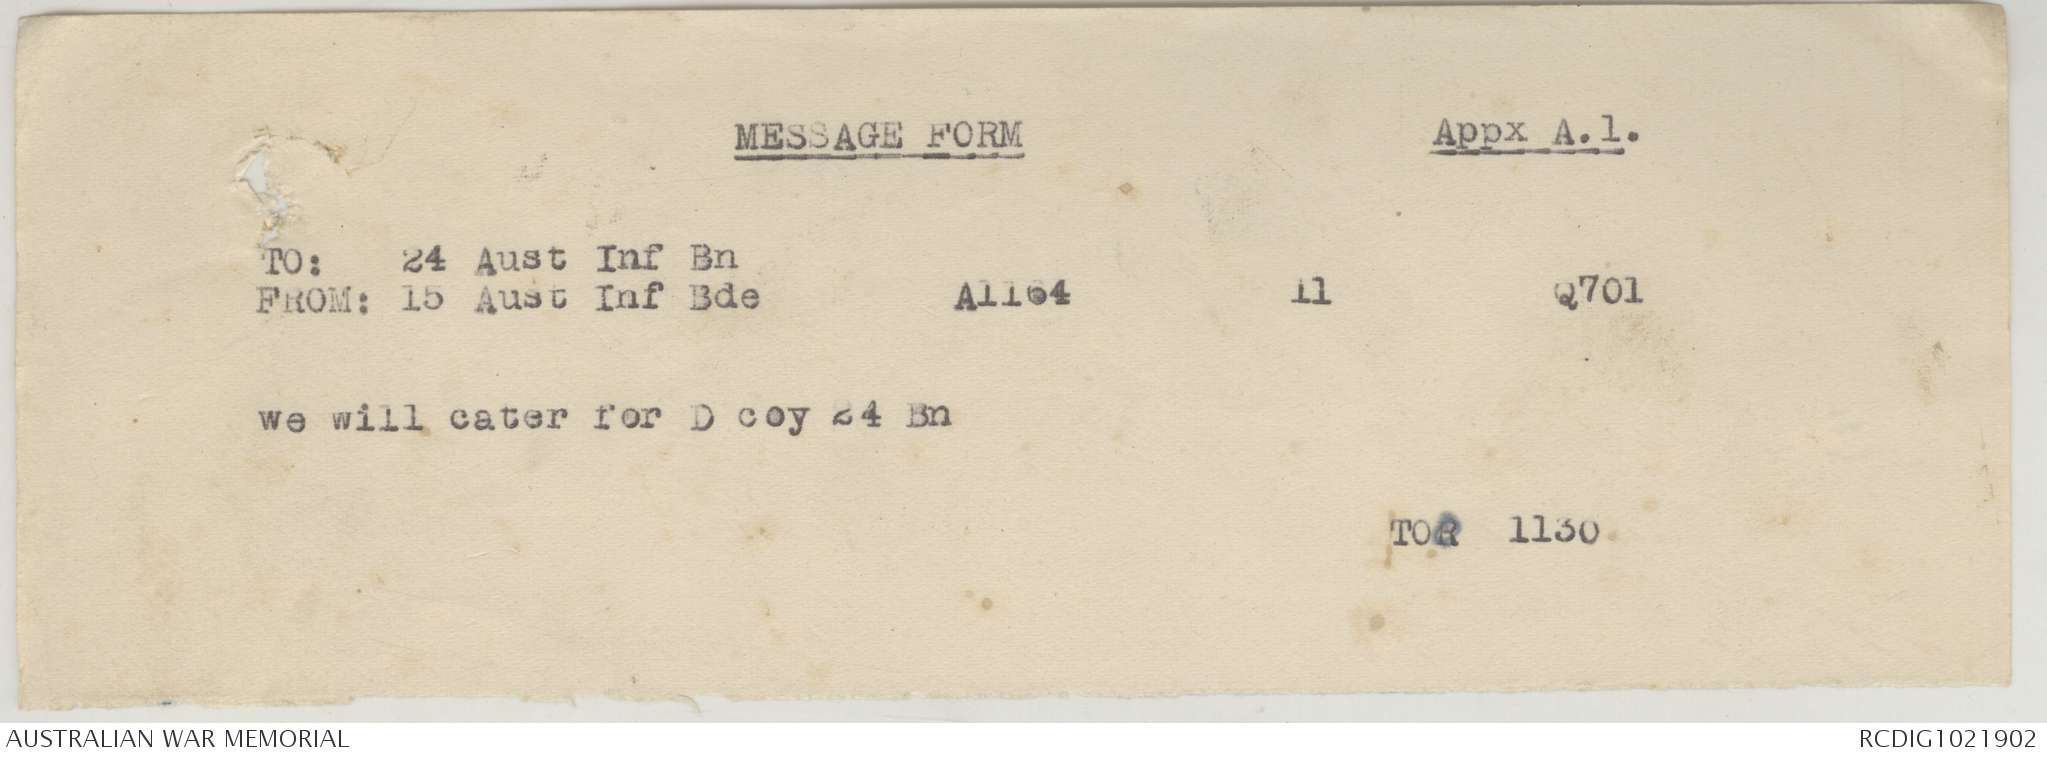 MESSAGE FORM Appx A.1.
TO: 24 Aust Inf Bn
FROM: 15 Aust Inf Bde A1164 11 Q701
we will cater for D coy 24 Bn
TOR 1130
AUSTRALIAN WAR MEMORIAL RCDIG1021902